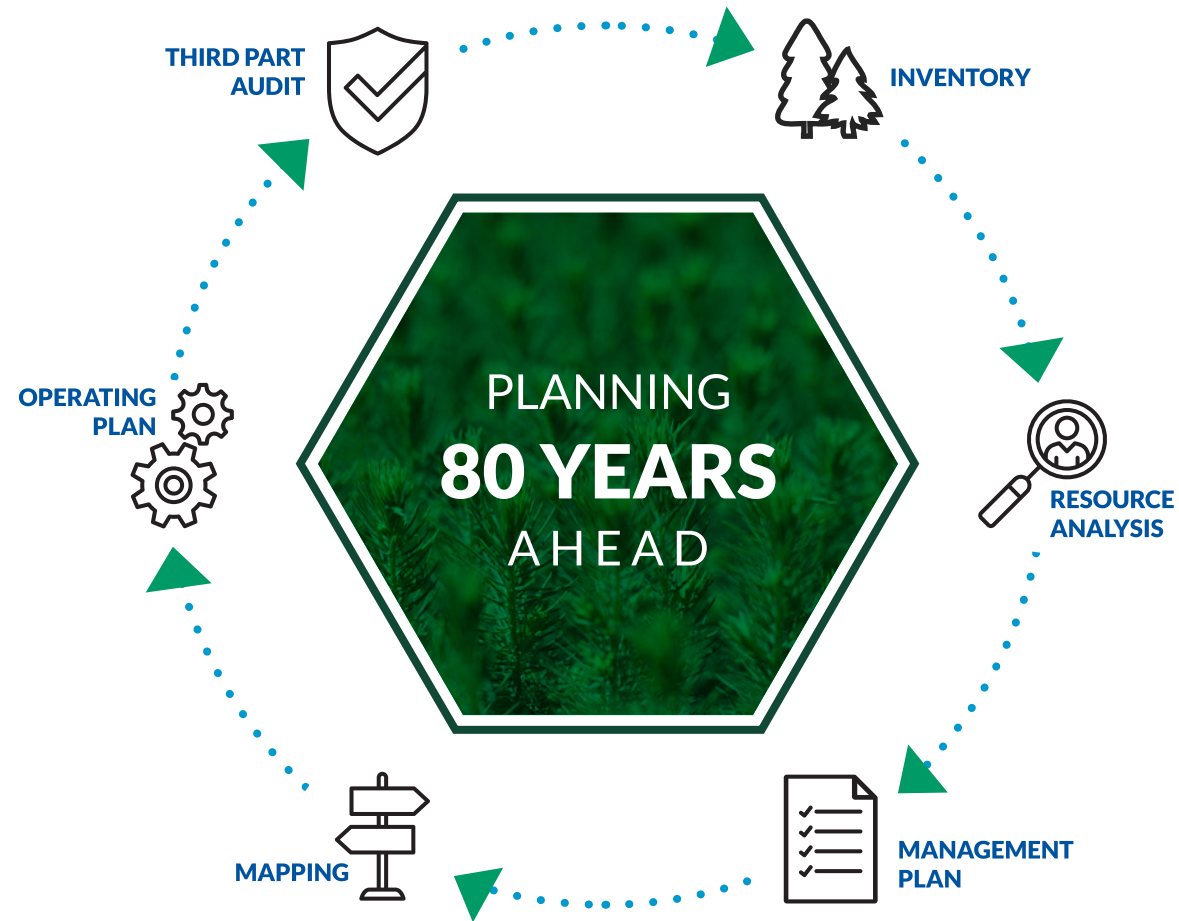 THIRD PART
AUDIT
INVENTORY
OPERATING
PLAN
PLANNING
80 YEARS
AHEAD
RESOURCE
ANALYSIS
MAPPING
MANAGEMENT
PLAN